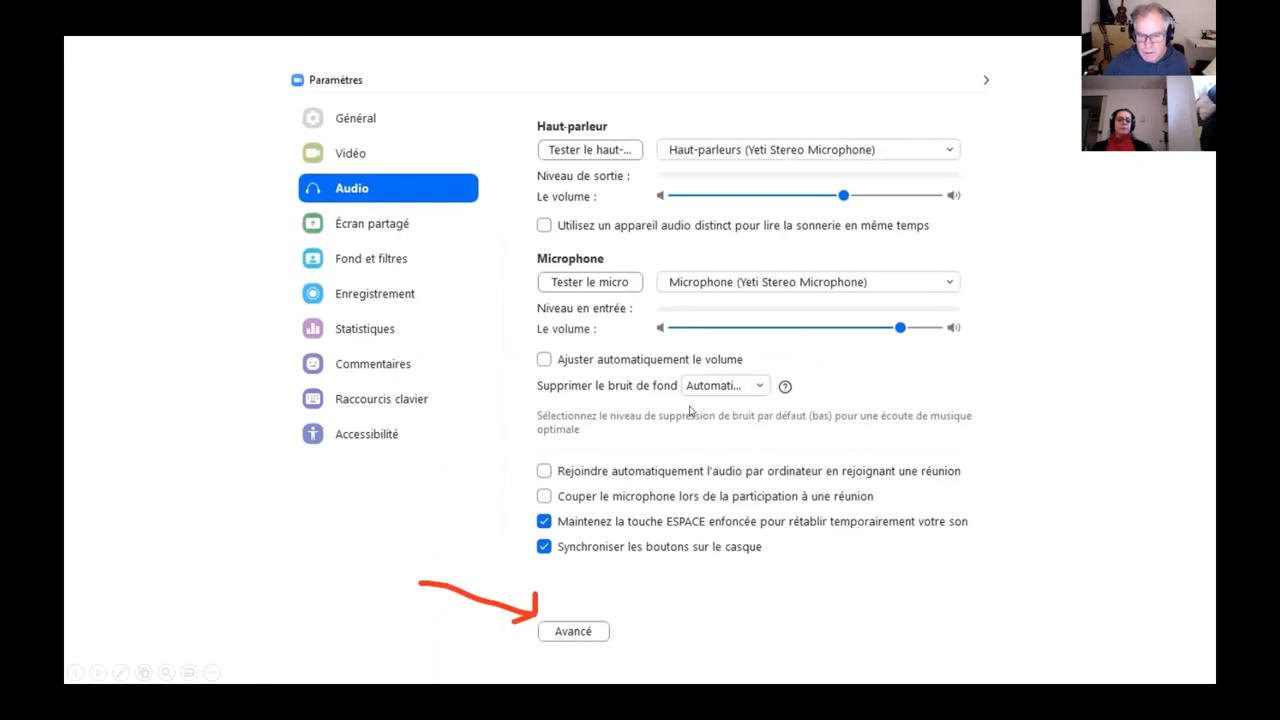 Paramètres
Général
Vidéo
Audio
Écran partagé
Fond et filtres
Enregistrement
Statistiques
Commentaires
Raccourcis clavier
Accessibilité
Haut-parleur
Tester le haut-...
Haut-parleurs (Yeti Stereo Microphone)
Niveau de sortie :
Le volume :
Utilisez un appareil audio distinct pour lire la sonnerie en même temps
Microphone
Tester le micro
Microphone (Yeti Stereo Microphone)
Niveau en entrée :
Le volume :
Ajuster automatiquement le volume
Supprimer le bruit de fond Automati...
Sélectionnez le niveau de suppression de bruit par défaut (bas) pour une écoute de musique
optimale
Rejoindre automatiquement l'audio par ordinateur en rejoignant une réunion
Couper le microphone lors de la participation à une réunion
Maintenez la touche ESPACE enfoncée pour rétablir temporairement votre son
Synchroniser les boutons sur le casque
Avancé